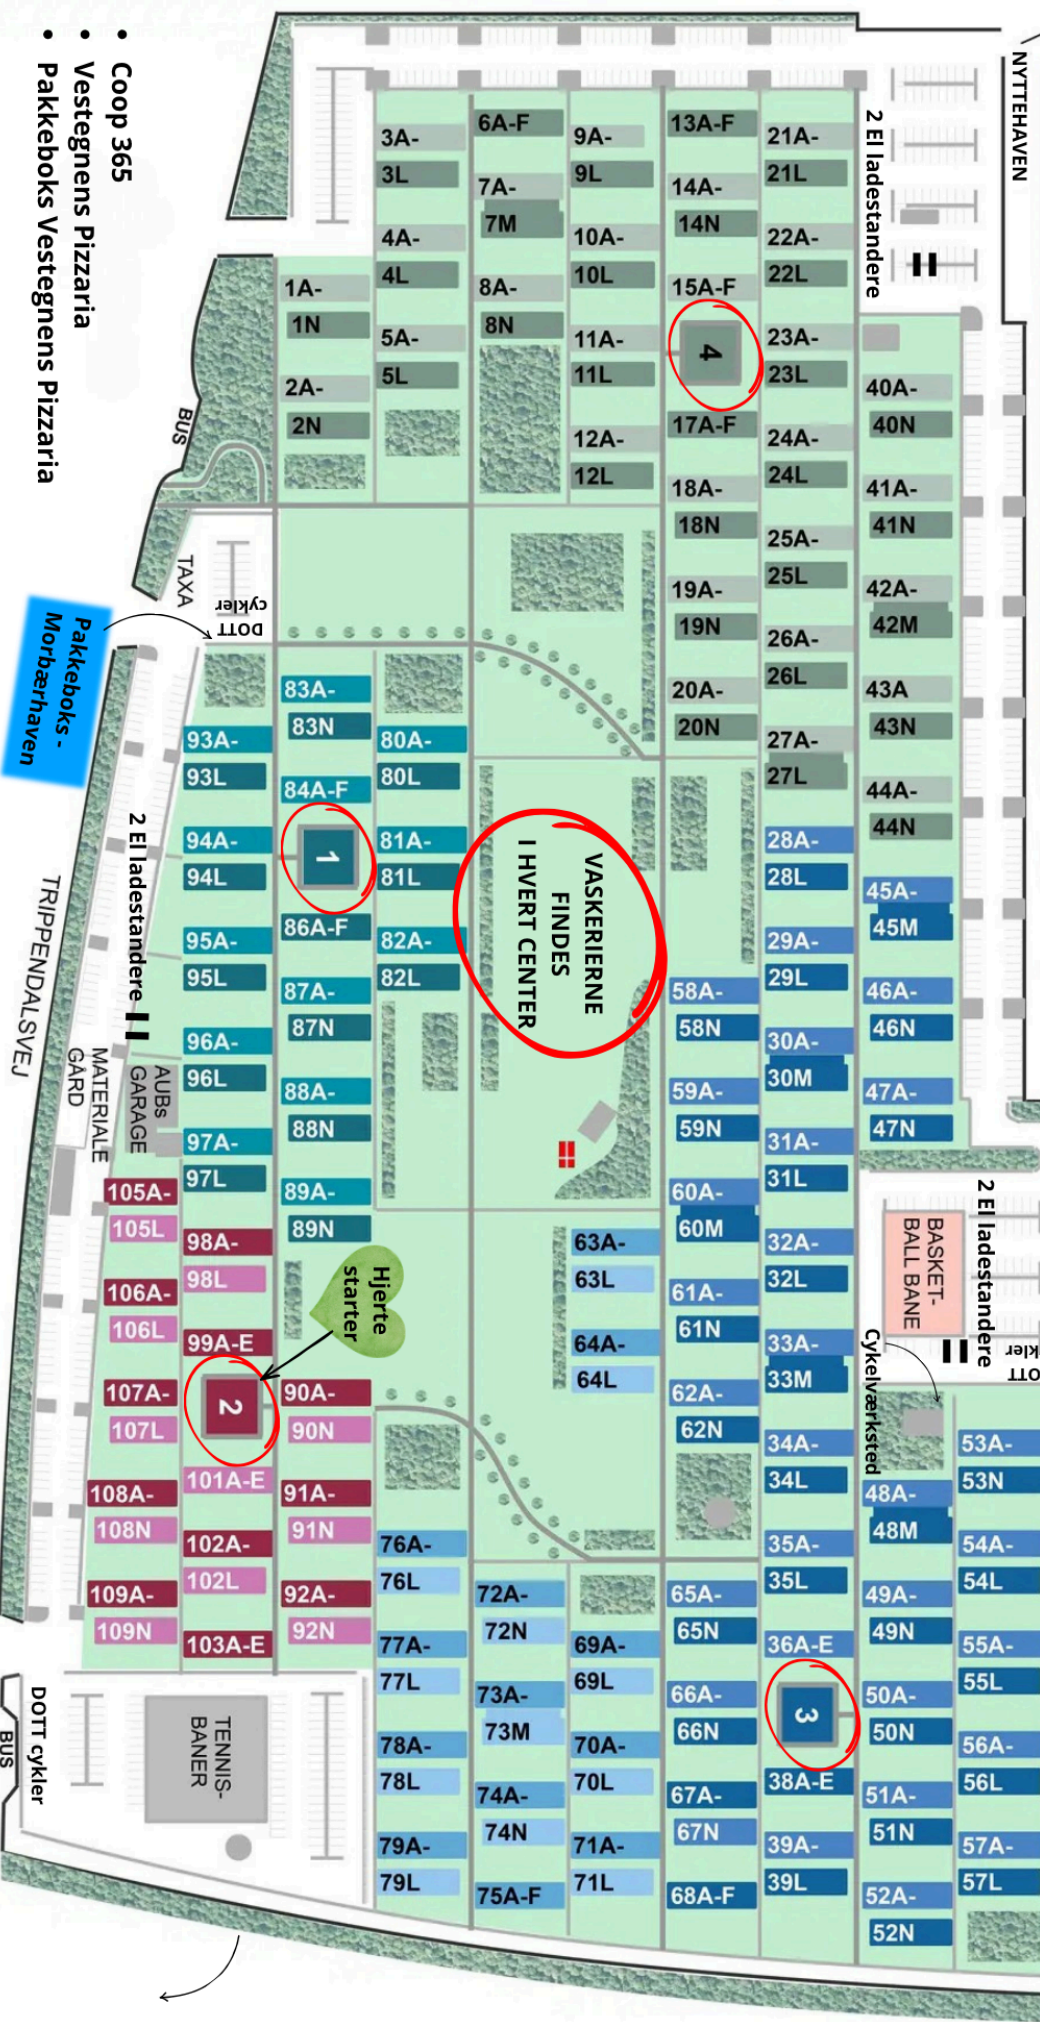 NYTTEHAVEN
2 El ladestandere
• Coop 365
• Vestegnens Pizzaria
• Pakkeboks Vestegnens Pizzaria
3A-
3L
4A-
4L
5A-
5L
6A-F
7A-
7M
8A-
8N
9A-
9L
10A-
10L
11A-
11L
12A-
12L
13A-F
14A-
14N
15A-F
4
17A-F
18A-
18N
19A-
19N
20A-
20N
21A-
21L
22A-
22L
23A-
23L
24A-
24L
25A-
25L
26A-
26L
27A-
27L
1A-
1N
2A-
2N
40A-
40N
41A-
41N
42A-
42M
43A
43N
44A-
44N
BUS
TAXA
DOTT
cykler
Pakkeboks -
Morbærhaven
83A-
83N
84A-F
1
86A-F
87A-
87N
88A-
88N
89A-
89N
80A-
80L
81A-
81L
82A-
82L
93A-
93L
94A-
94L
95A-
95L
96A-
96L
97A-
97L
VASKERIERNE
FINDES
I HVERT CENTER
28A-
28L
29A-
29L
30A-
30M
31A-
31L
32A-
32L
33A-
33M
34A-
34L
35A-
35L
36A-E
3
38A-E
39A-
39L
45A-
45M
46A-
46N
47A-
47N
58A-
58N
59A-
59N
60A-
60M
61A-
61N
62A-
62N
63A-
63L
64A-
64L
2 El ladestandere
TRIPPENDALSVEJ
MATERIALE
GÅRD
AUBs
GARAGE
105A-
105L
106A-
106L
107A-
107L
108A-
108N
109A-
109N
98A-
98L
99A-E
2
101A-E
102A-
102L
103A-E
Hjerte
starter
90A-
90N
91A-
91N
92A-
92N
2 El ladestandere
BASKET-
BALL BANE
Cykelværksted
53A-
53N
54A-
54L
55A-
55L
56A-
56L
57A-
57L
48A-
48M
49A-
49N
50A-
50N
51A-
51N
52A-
52N
65A-
65N
66A-
66N
67A-
67N
68A-F
69A-
69L
70A-
70L
71A-
71L
72A-
72N
73A-
73M
74A-
74N
75A-F
76A-
76L
77A-
77L
78A-
78L
79A-
79L
TENNIS-
BANER
DOTT cykler
BUS